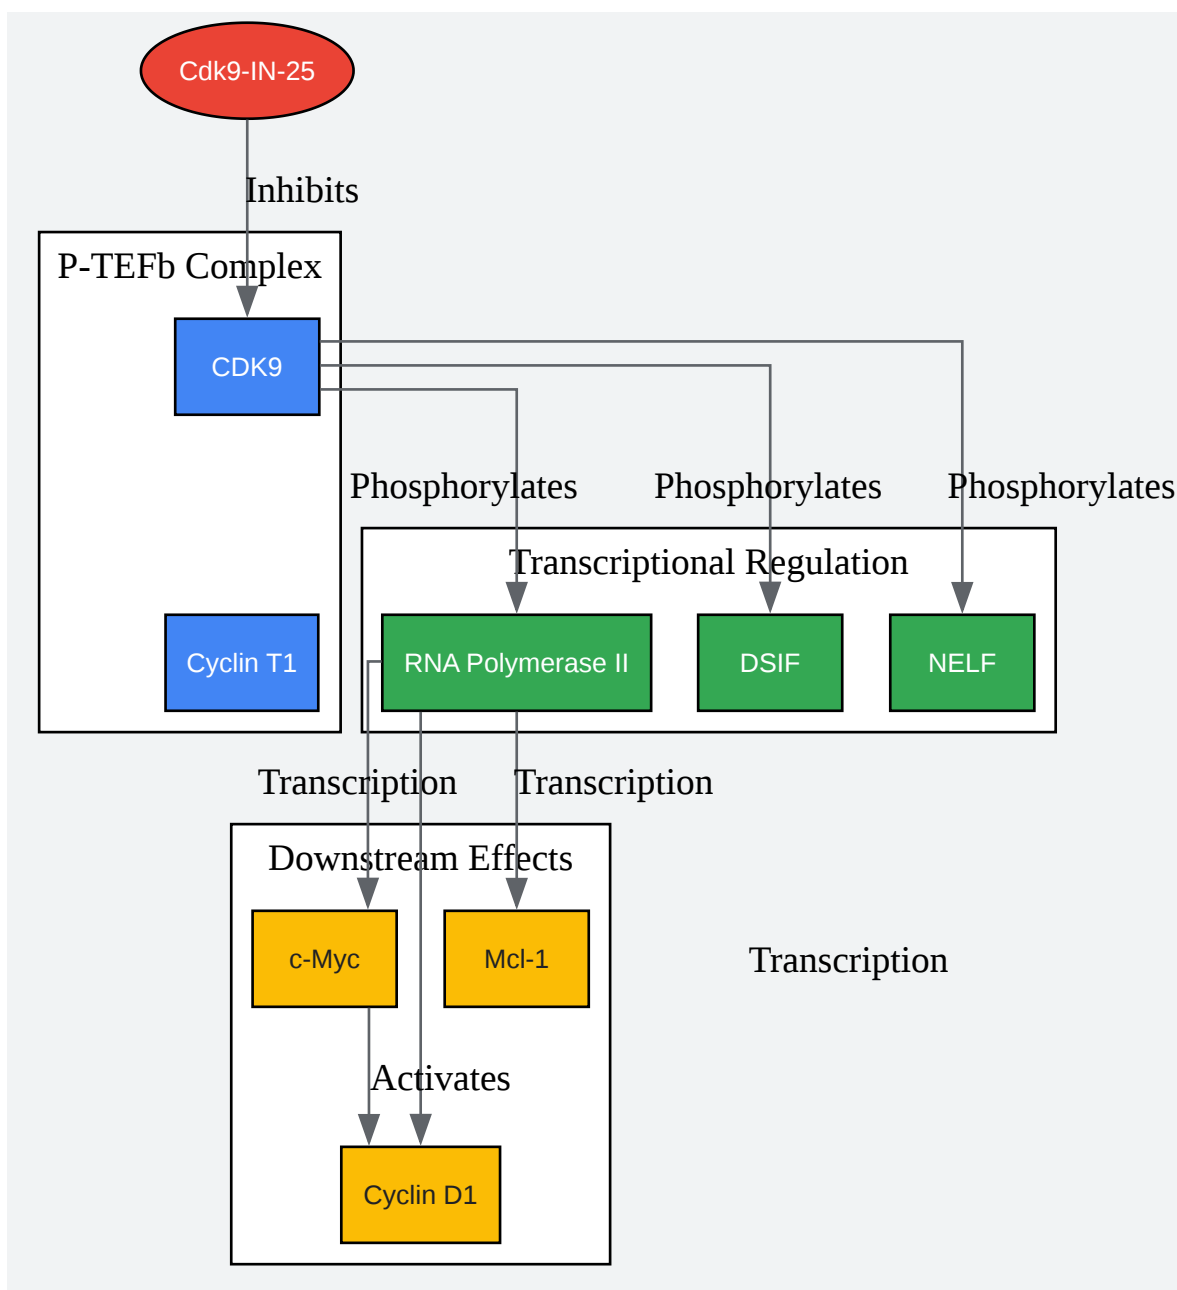 Cdk9-IN-25
Inhibits
P-TEFb Complex
CDK9
Phosphorylates
Phosphorylates
Phosphorylates
Transcriptional Regulation
Cyclin T1
RNA Polymerase II
DSIF
NELF
Transcription
Transcription
Downstream Effects
c-Myc
Mcl-1
Transcription
Activates
Cyclin D1